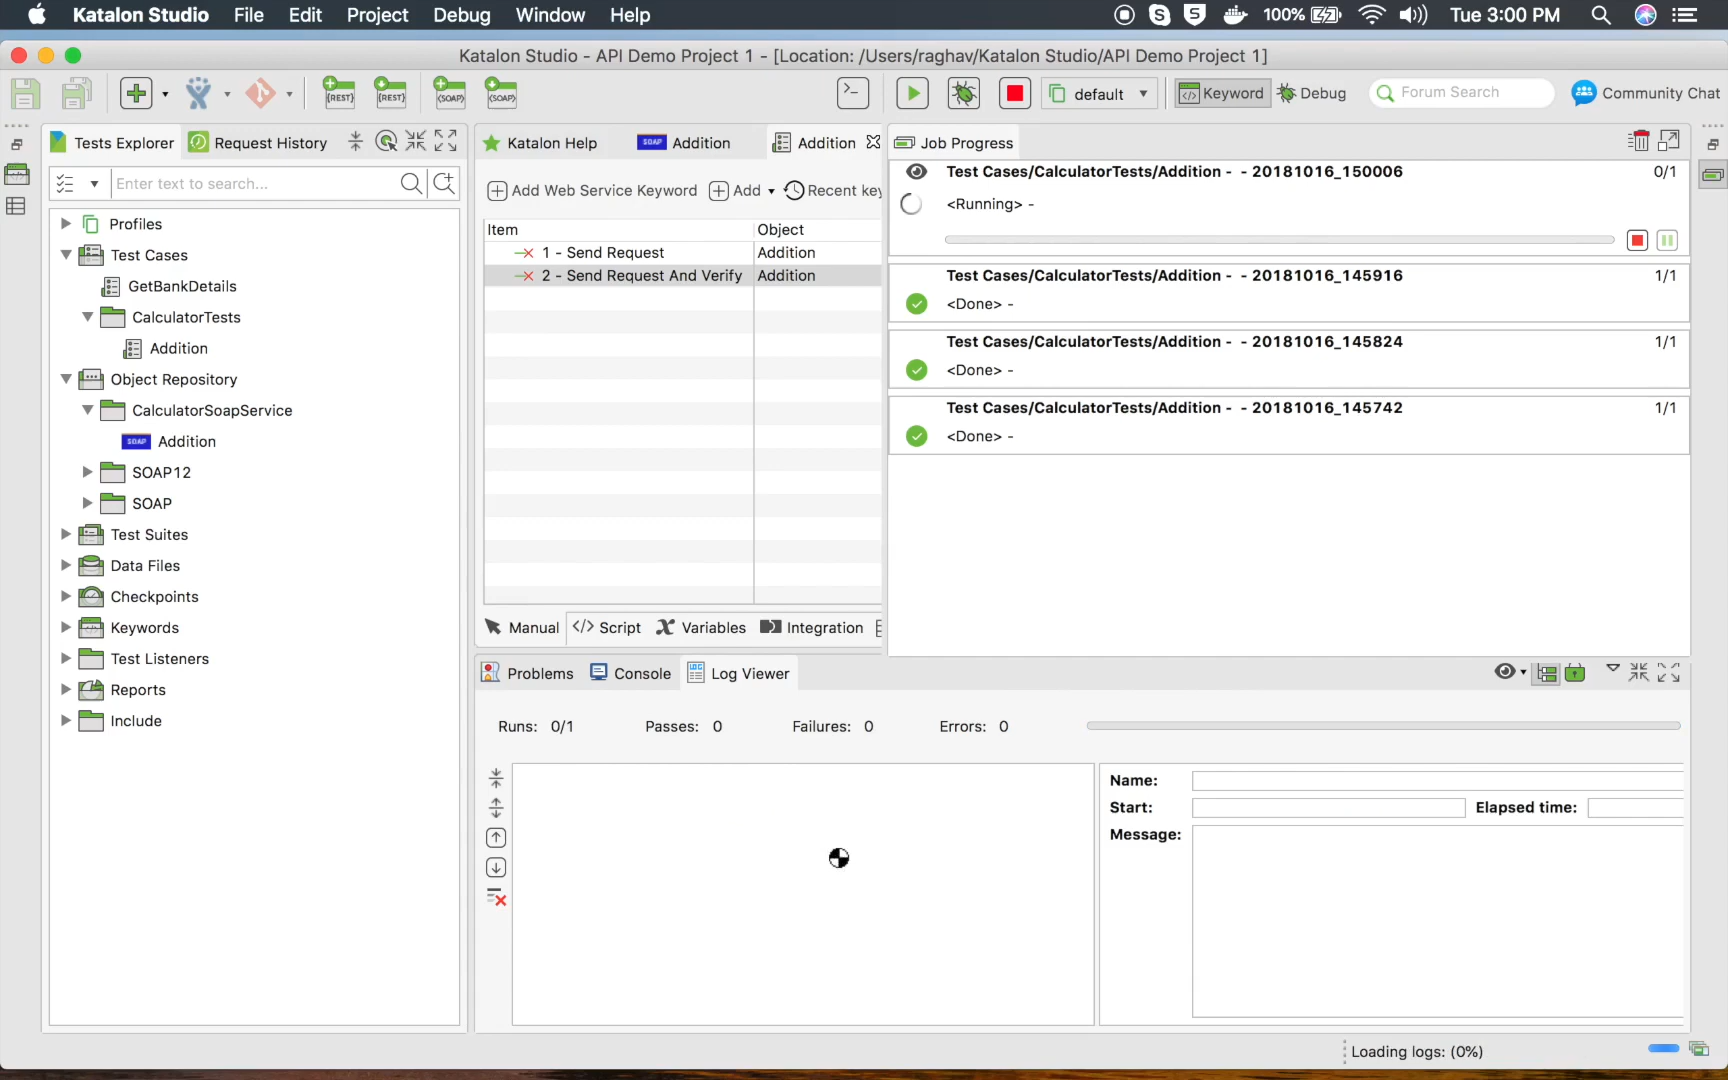 Katalon Studio File Edit Project Debug Window Help 100% Tue 3:00 PM
Katalon Studio - API Demo Project 1 - [Location: /Users/raghav/Katalon Studio/API Demo Project 1]
{REST} {REST} {SOAP} {SOAP} default Keyword Debug Forum Search Community Chat
Tests Explorer Request History
Enter text to search...
Profiles
Test Cases
GetBankDetails
CalculatorTests
Addition
Object Repository
CalculatorSoapService
SOAP Addition
SOAP12
SOAP
Test Suites
Data Files
Checkpoints
Keywords
Test Listeners
Reports
Include
Katalon Help SOAP Addition Addition
Add Web Service Keyword Add Recent key
Item Object
1 - Send Request Addition
2 - Send Request And Verify Addition
Manual Script Variables Integration
Job Progress
Test Cases/CalculatorTests/Addition - - 20181016_150006 0/1
<Running> -
Test Cases/CalculatorTests/Addition - - 20181016_145916 1/1
<Done> -
Test Cases/CalculatorTests/Addition - - 20181016_145824 1/1
<Done> -
Test Cases/CalculatorTests/Addition - - 20181016_145742 1/1
<Done> -
Problems Console Log Viewer
Runs: 0/1 Passes: 0 Failures: 0 Errors: 0
Name:
Start: Elapsed time:
Message:
Loading logs: (0%)